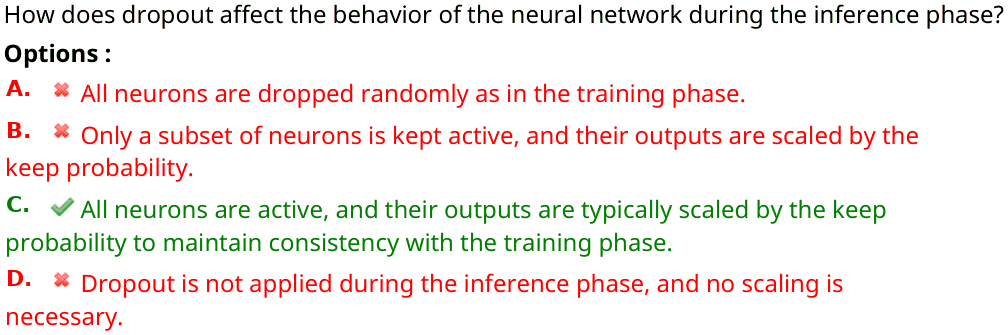 How does dropout affect the behavior of the neural network during the inference phase?
Options :
A. All neurons are dropped randomly as in the training phase.
B. Only a subset of neurons is kept active, and their outputs are scaled by the
keep probability.
C. All neurons are active, and their outputs are typically scaled by the keep
probability to maintain consistency with the training phase.
D. Dropout is not applied during the inference phase, and no scaling is
necessary.